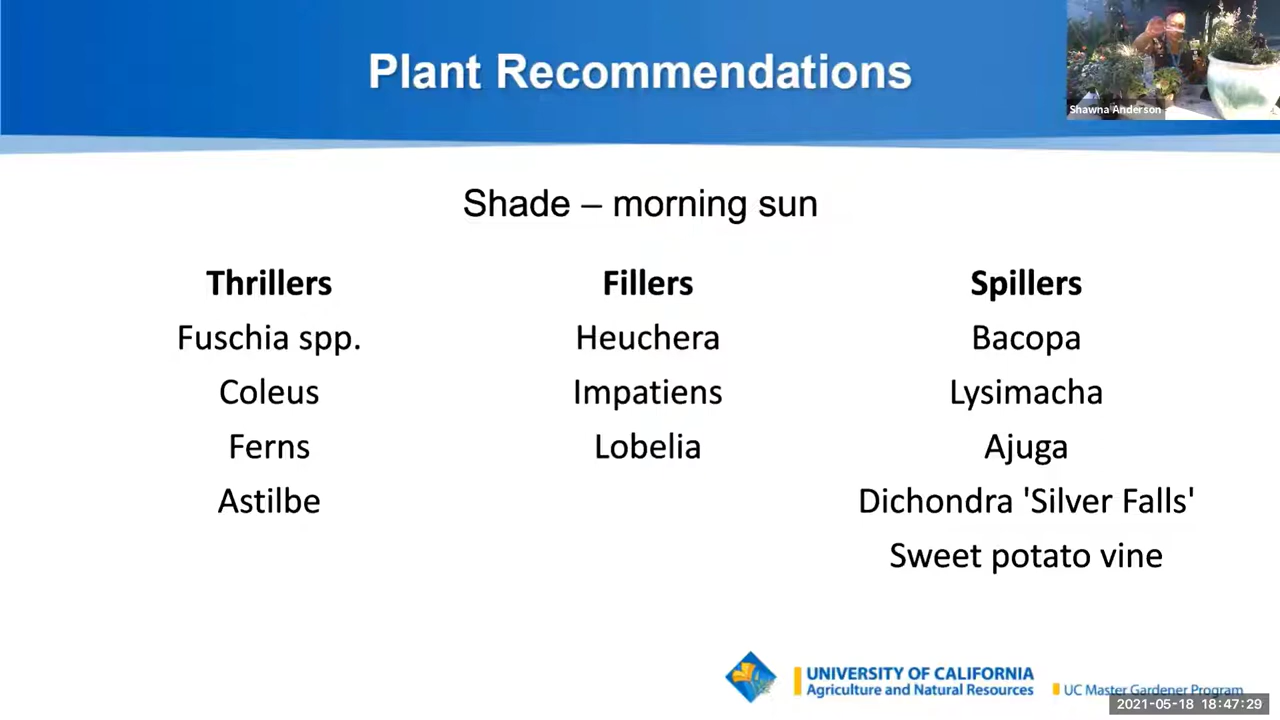 Plant Recommendations
Shawna Anderson
Shade – morning sun
Thrillers
Fuschia spp.
Coleus
Ferns
Astilbe
Fillers
Heuchera
Impatiens
Lobelia
Spillers
Bacopa
Lysimacha
Ajuga
Dichondra 'Silver Falls'
Sweet potato vine
UNIVERSITY OF CALIFORNIA
Agriculture and Natural Resources
UC Master Gardener Program
2021-05-18 18:47:29